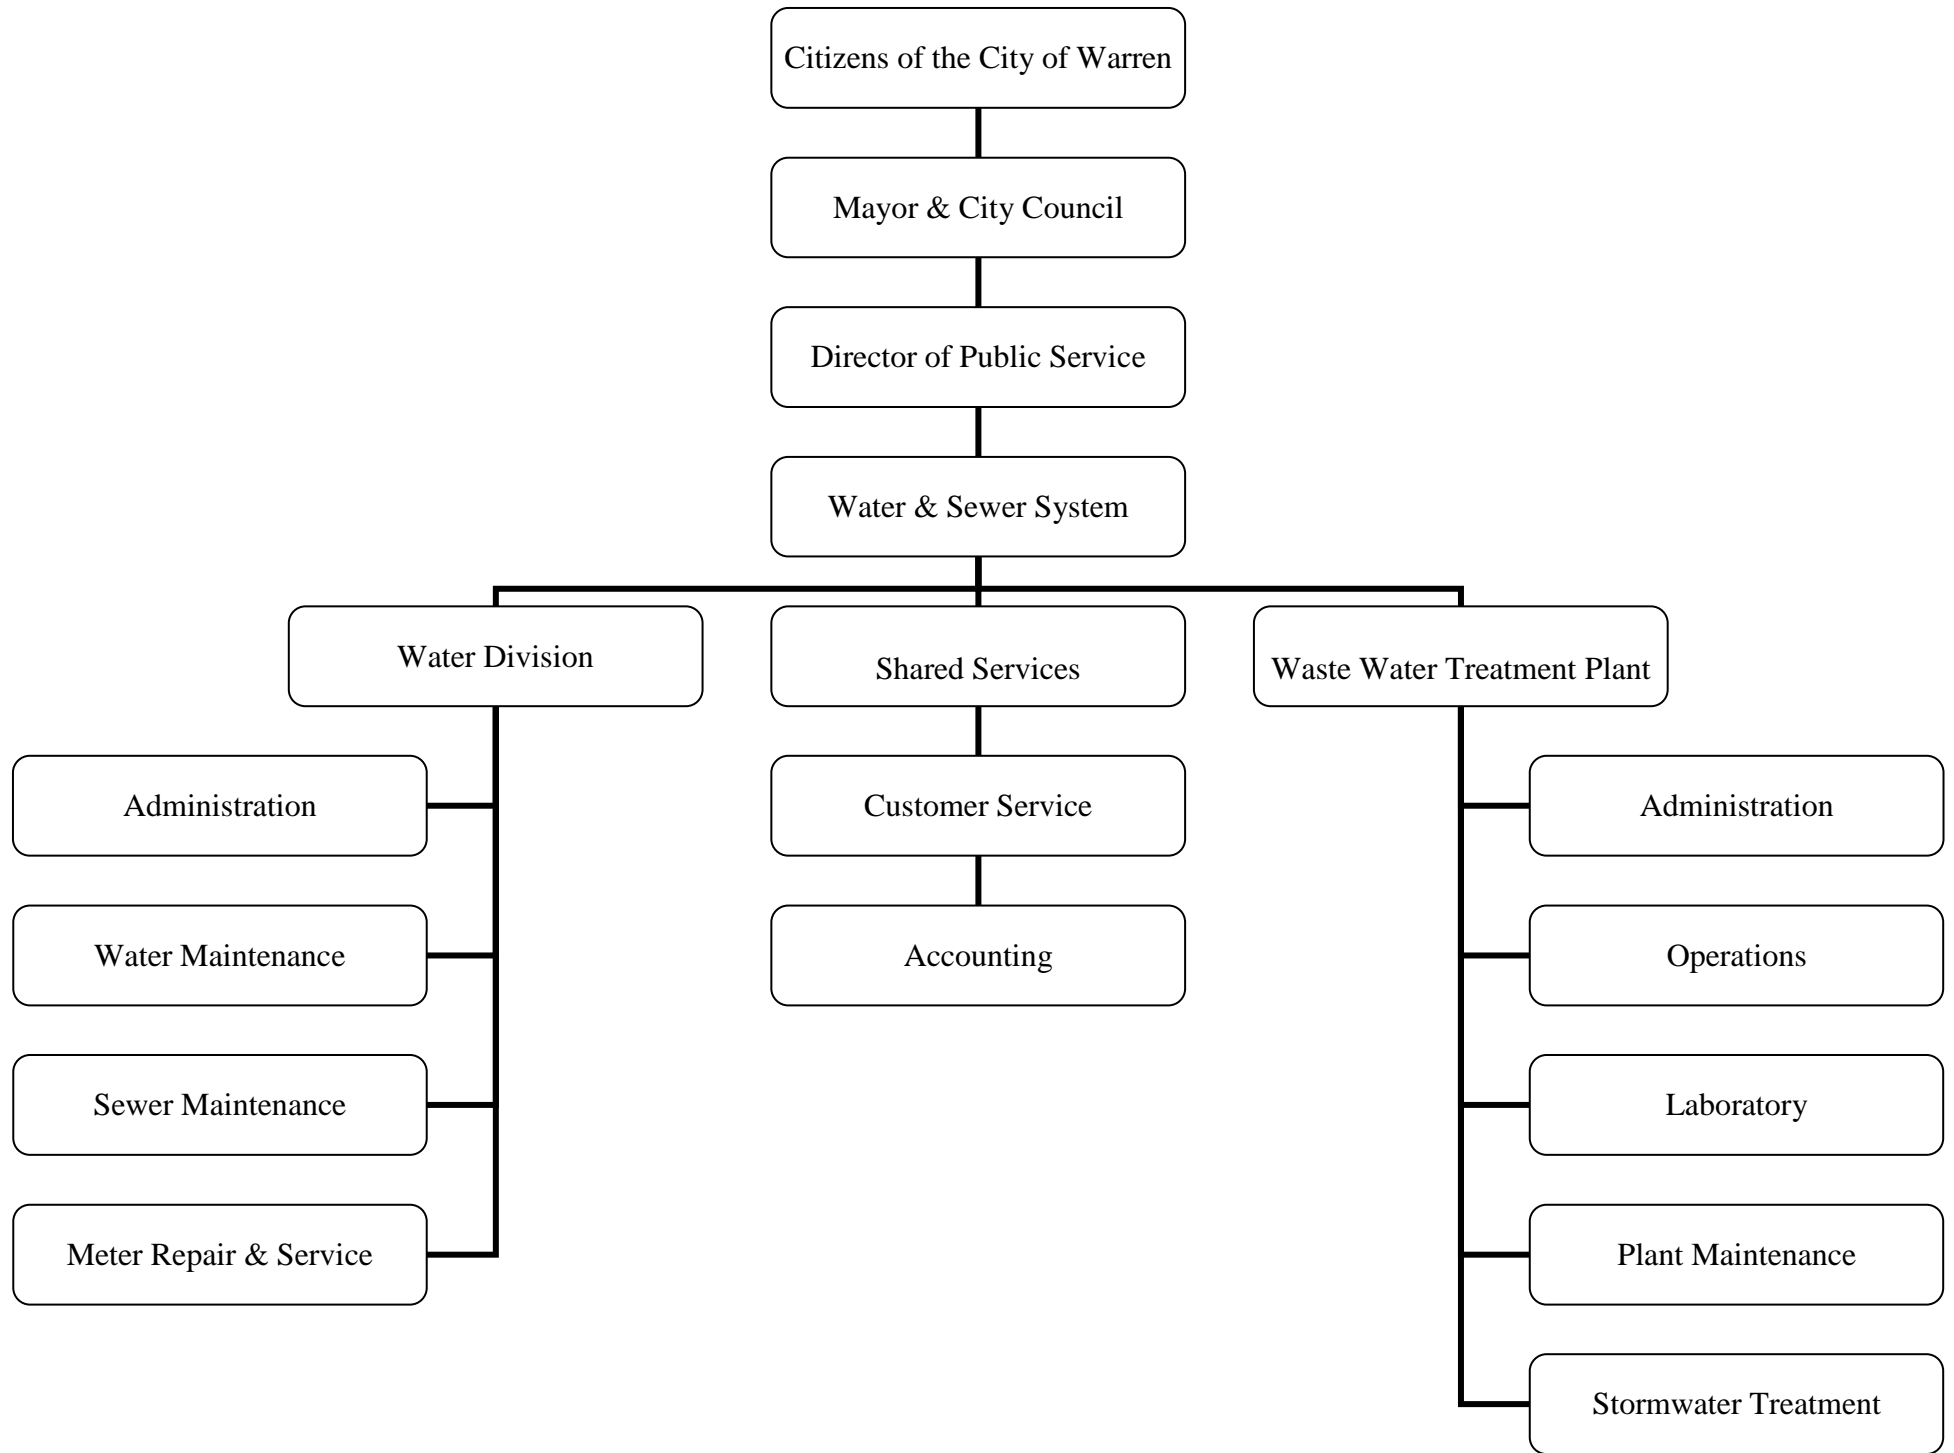 Citizens of the City of Warren
Mayor & City Council
Director of Public Service
Water & Sewer System
Water Division
Shared Services
Waste Water Treatment Plant
Administration
Customer Service
Administration
Water Maintenance
Accounting
Operations
Sewer Maintenance
Laboratory
Meter Repair & Service
Plant Maintenance
Stormwater Treatment